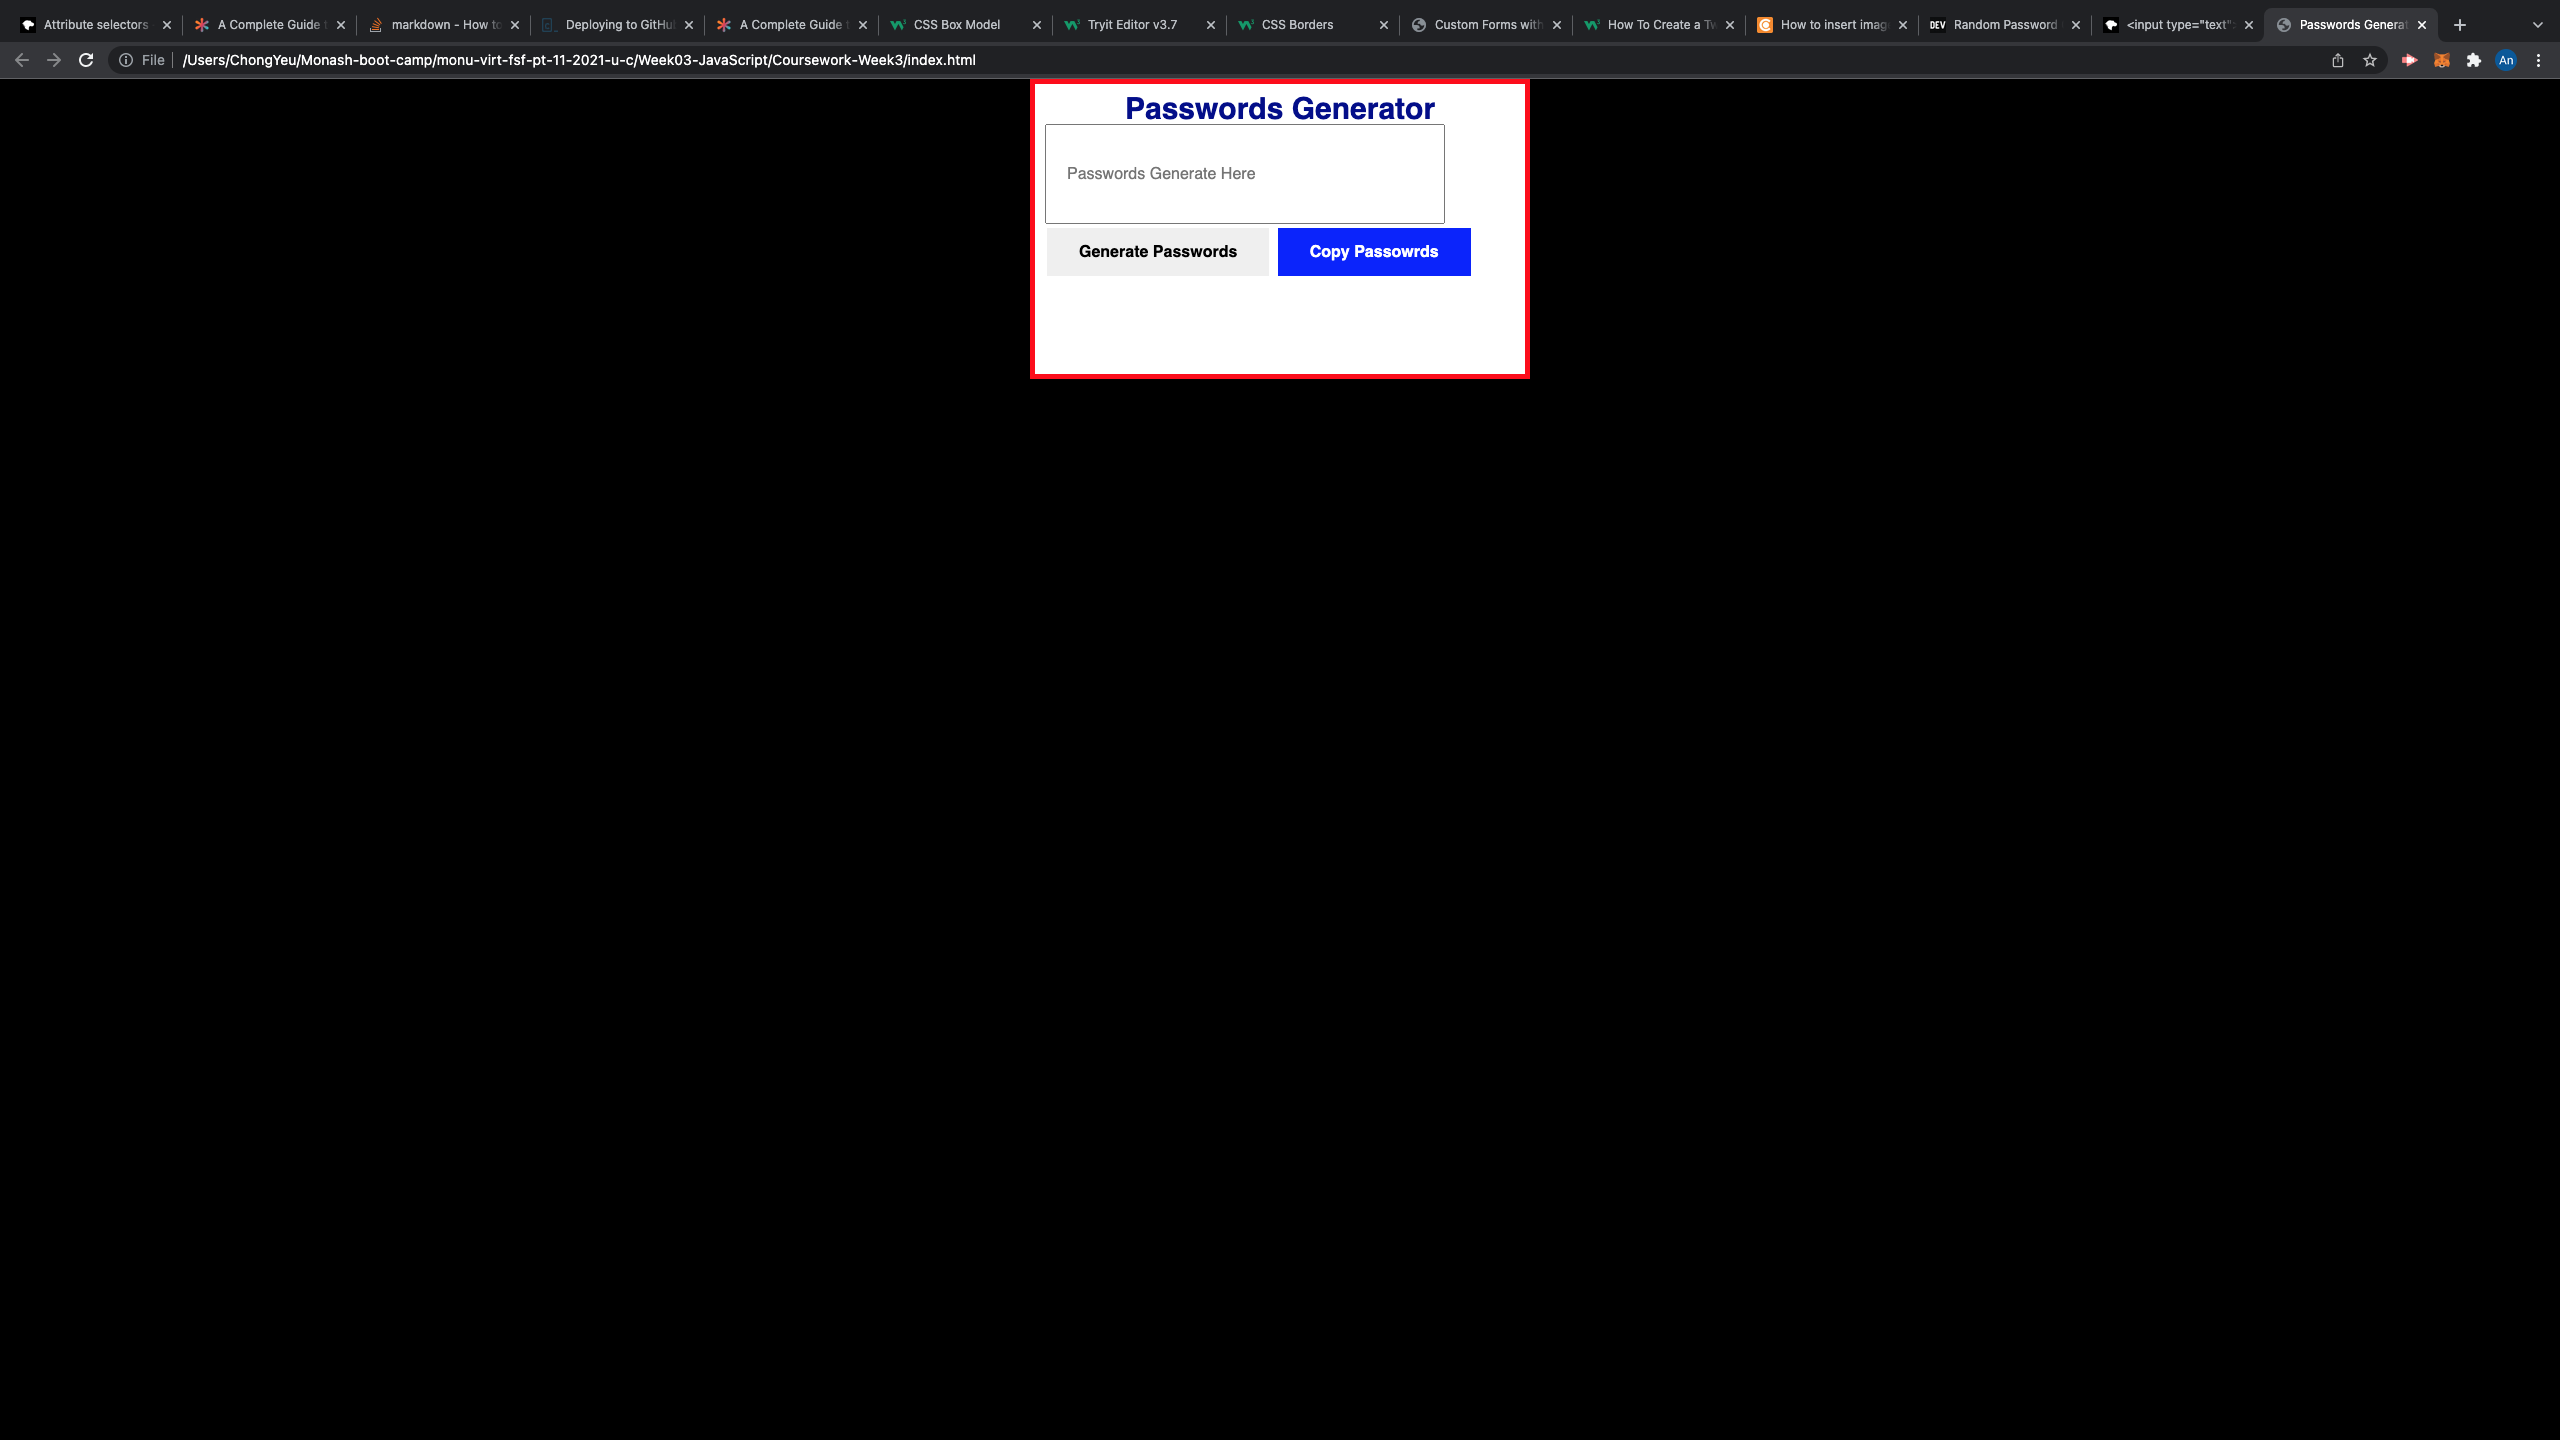 Attribute selectors
A Complete Guide
markdown - How to
Deploying to GitHu
A Complete Guide
CSS Box Model
Tryit Editor v3.7
CSS Borders
Custom Forms with
How To Create a Tw
How to insert imag
DEV
Random Password
<input type="text"
Passwords Generat
File
/Users/ChongYeu/Monash-boot-camp/monu-virt-fsf-pt-11-2021-u-c/Week03-JavaScript/Coursework-Week3/index.html
An
Passwords Generator
Passwords Generate Here
Generate Passwords
Copy Passowrds